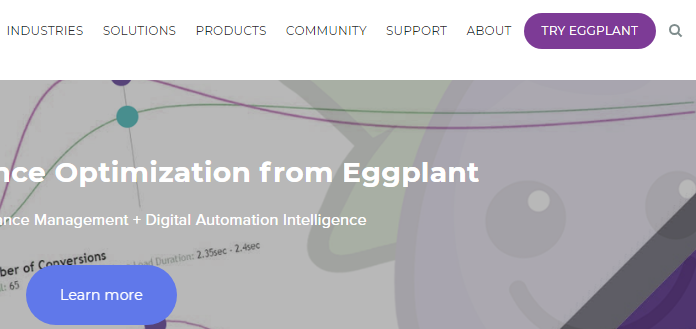 INDUSTRIES SOLUTIONS PRODUCTS COMMUNITY SUPPORT ABOUT TRY EGGPLANT
nce Optimization from Eggplant
ance Management + Digital Automation Intelligence
ber of Conversions
: 65
Load Duration: 2.35sec - 2.4sec
Learn more